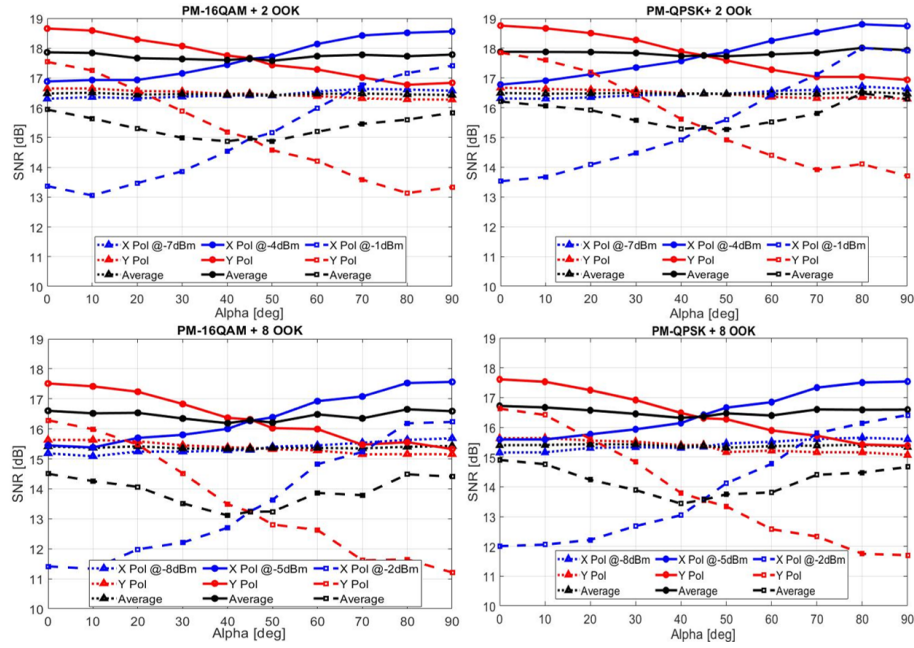 PM-16QAM + 2 OOK
SNR [dB]
19
18
17
16
15
14
13
12
11
10
X Pol @-7dBm X Pol @-4dBm X Pol @-1dBm
Y Pol Y Pol Y Pol
Average Average Average
0 10 20 30 40 50 60 70 80 90
Alpha [deg]
PM-QPSK+ 2 OOk
SNR [dB]
19
18
17
16
15
14
13
12
11
10
X Pol @-7dBm X Pol @-4dBm X Pol @-1dBm
Y Pol Y Pol Y Pol
Average Average Average
0 10 20 30 40 50 60 70 80 90
Alpha [deg]
PM-16QAM + 8 OOK
SNR [dB]
19
18
17
16
15
14
13
12
11
10
X Pol @-8dBm X Pol @-5dBm X Pol @-2dBm
Y Pol Y Pol Y Pol
Average Average Average
0 10 20 30 40 50 60 70 80 90
Alpha [deg]
PM-QPSK + 8 OOK
SNR [dB]
19
18
17
16
15
14
13
12
11
10
X Pol @-8dBm X Pol @-5dBm X Pol @-2dBm
Y Pol Y Pol Y Pol
Average Average Average
0 10 20 30 40 50 60 70 80 90
Alpha [deg]